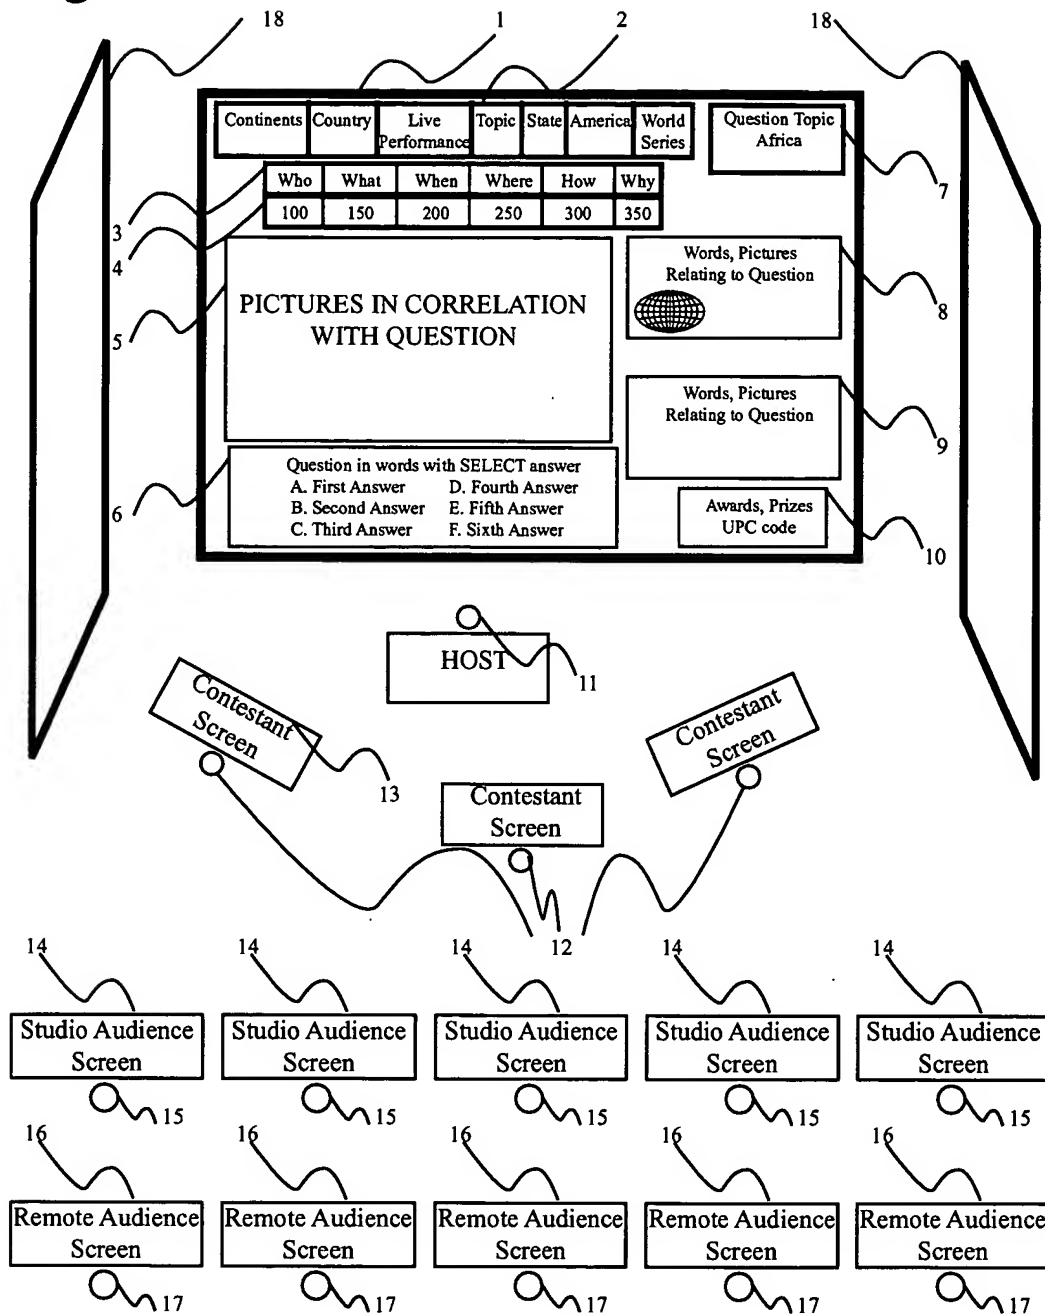 18
1
2
18
Continents Country Live Performance Topic State America World Series
Question Topic
Africa
7
Who What When Where How Why
100 150 200 250 300 350
3
4
5
PICTURES IN CORRELATION
WITH QUESTION
Words, Pictures
Relating to Question
8
Words, Pictures
Relating to Question
9
Question in words with SELECT answer
A. First Answer D. Fourth Answer
B. Second Answer E. Fifth Answer
C. Third Answer F. Sixth Answer
6
Awards, Prizes
UPC code
10
HOST
11
Contestant
Screen
13
Contestant
Screen
Contestant
Screen
12
14 14 14 14 14
Studio Audience Screen
Studio Audience Screen
Studio Audience Screen
Studio Audience Screen
Studio Audience Screen
15 15 15 15 15
16 16 16 16 16
Remote Audience Screen
Remote Audience Screen
Remote Audience Screen
Remote Audience Screen
Remote Audience Screen
17 17 17 17 17